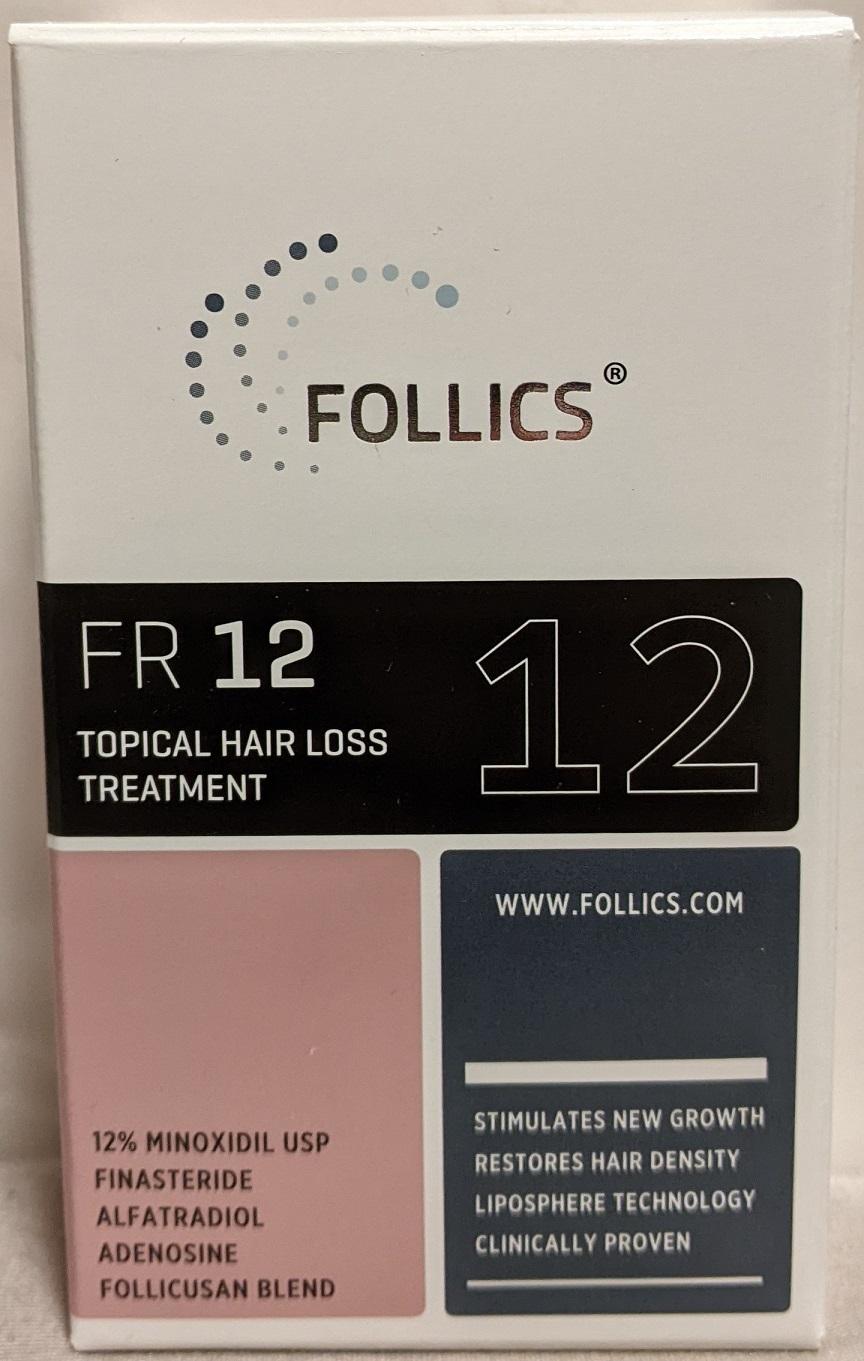 FOLLICS®
FR 12
12
TOPICAL HAIR LOSS
TREATMENT
12% MINOXIDIL USP
FINASTERIDE
ALFATRADIOL
ADENOSINE
FOLLICUSAN BLEND
WWW.FOLLICS.COM
STIMULATES NEW GROWTH
RESTORES HAIR DENSITY
LIPOSPHERE TECHNOLOGY
CLINICALLY PROVEN